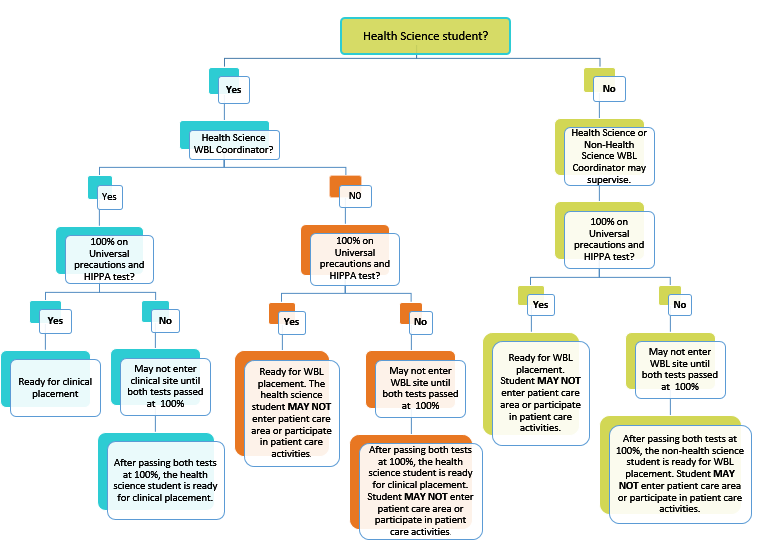 Health Science student?
Yes
No
Health Science
WBL Coordinator?
Health Science or
Non-Health
Science WBL
Coordinator may
supervise.
Yes
N0
100% on
Universal
precautions and
HIPPA test?
100% on
Universal
precautions and
HIPPA test?
100% on
Universal
precautions and
HIPPA test?
Yes
No
Yes
No
Yes
No
Ready for clinical
placement
May not enter
clinical site until
both tests passed
at 100%
Ready for WBL
placement. The
health science
student MAY NOT
enter patient care
area or participate
in patient care
activities.
May not enter
WBL site until
both tests passed
at 100%
Ready for WBL
placement.
Student MAY NOT
enter patient care
area or participate
in patient care
activities.
May not enter
WBL site until
both tests passed
at 100%
After passing both tests
at 100%, the health
science student is ready
for clinical placement.
After passing both tests
at 100%, the health
science student is ready
for clinical placement.
Student MAY NOT enter
patient care area or
participate in patient
care activities.
After passing both tests at
100%, the non-health science
student is ready for WBL
placement. Student MAY
NOT enter patient care area
or participate in patient care
activities.